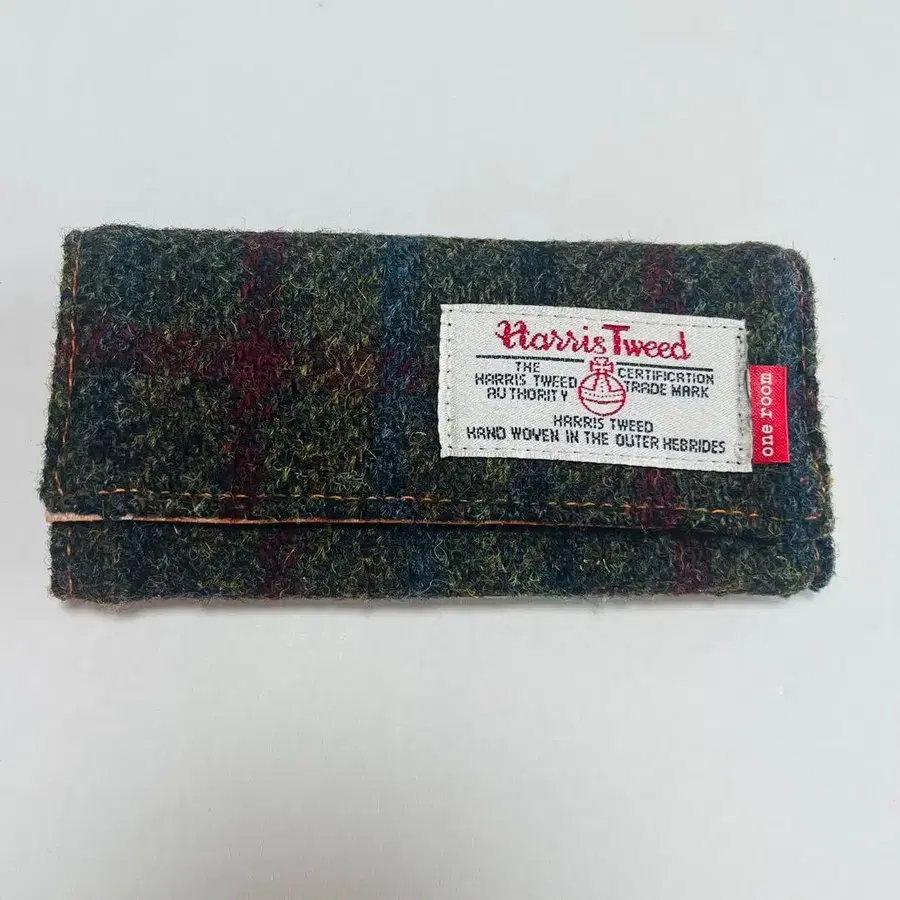 Harris Tweed
THE HARRIS TWEED AUTHORITY
CERTIFICATION TRADE MARK
HARRIS TWEED
HAND WOVEN IN THE OUTER HEBRIDES
one room